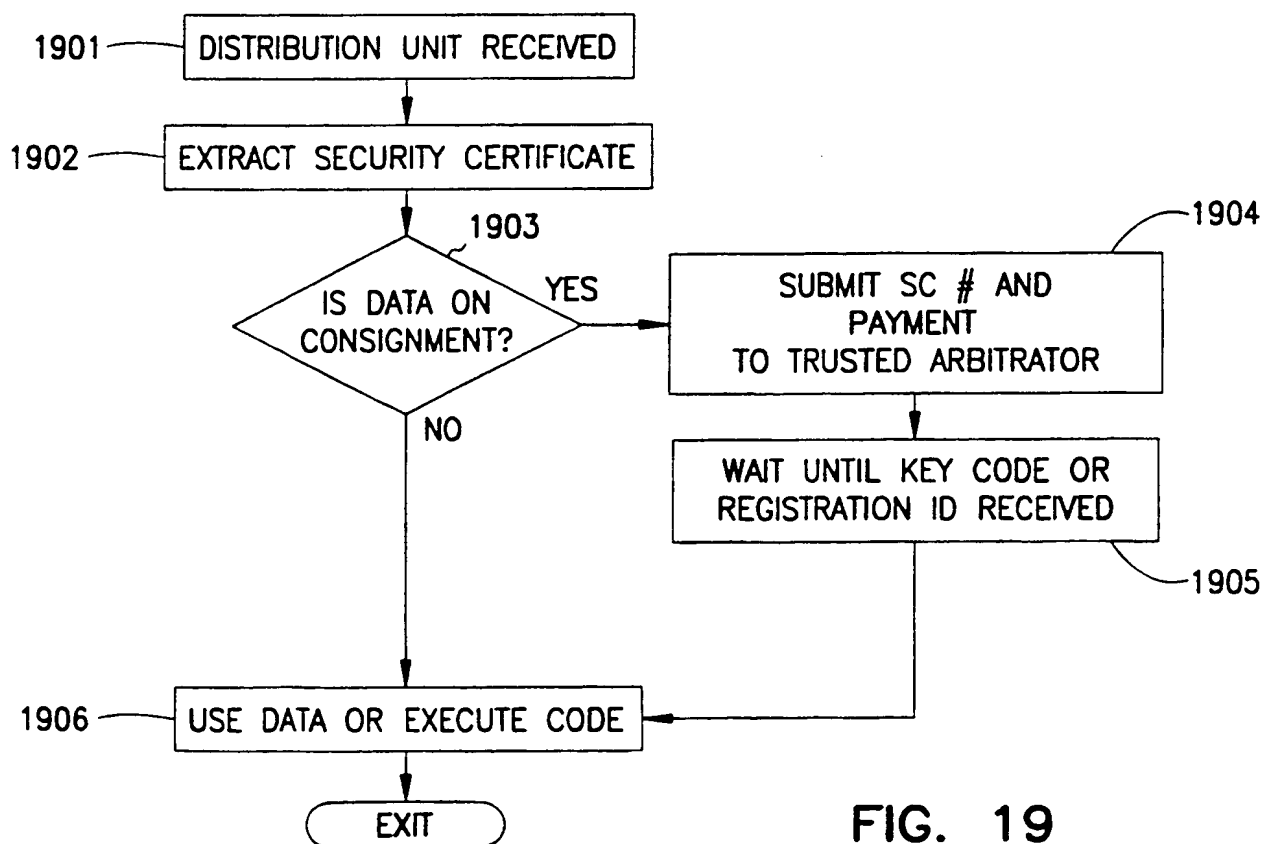 1901
DISTRIBUTION UNIT RECEIVED
1902
EXTRACT SECURITY CERTIFICATE
1903
IS DATA ON
CONSIGNMENT?
YES
NO
1904
SUBMIT SC # AND
PAYMENT
TO TRUSTED ARBITRATOR
WAIT UNTIL KEY CODE OR
REGISTRATION ID RECEIVED
1905
1906
USE DATA OR EXECUTE CODE
EXIT
FIG. 19